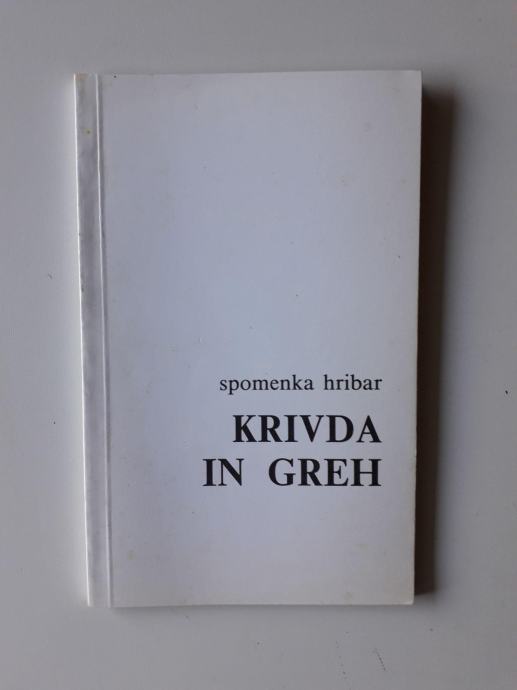 spomenka hribar
KRIVDA
IN GREH